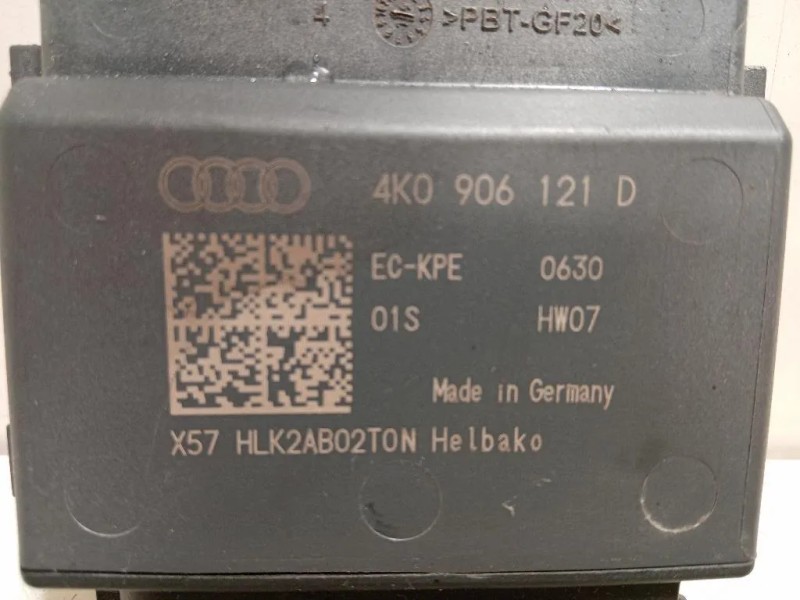 >PBT-GF20<
4K0 906 121 D
EC-KPE 0630
01S HW07
Made in Germany
X57 HLK2AB02T0N Helbako